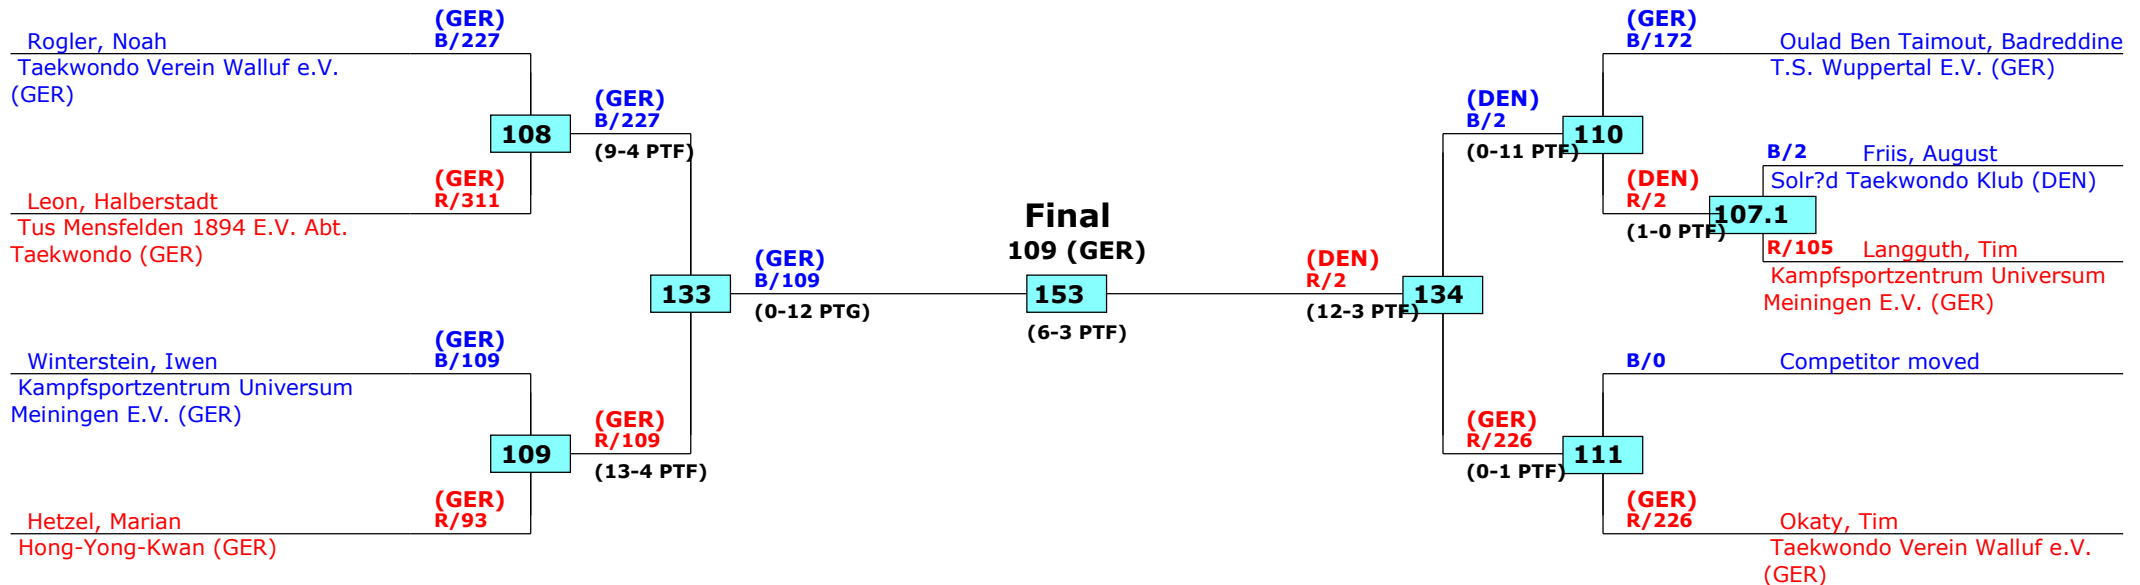 (GER)
B/227
Rogler, Noah
Taekwondo Verein Walluf e.V.
(GER)
108
(GER)
B/227
(9-4 PTF)
(GER)
R/311
Leon, Halberstadt
Tus Mensfelden 1894 E.V. Abt.
Taekwondo (GER)
133
(GER)
B/109
(0-12 PTG)
(GER)
B/109
Winterstein, Iwen
Kampfsportzentrum Universum
Meiningen E.V. (GER)
109
(GER)
R/109
(13-4 PTF)
(GER)
R/93
Hetzel, Marian
Hong-Yong-Kwan (GER)
Final
109 (GER)
153
(6-3 PTF)
(GER)
B/172
Oulad Ben Taimout, Badreddine
T.S. Wuppertal E.V. (GER)
(DEN)
B/2
(0-11 PTF)
110
B/2
Friis, August
Solr?d Taekwondo Klub (DEN)
(DEN)
R/2
(1-0 PTF)
107.1
R/105
Langguth, Tim
Kampfsportzentrum Universum
Meiningen E.V. (GER)
(DEN)
R/2
(12-3 PTF)
134
B/0
Competitor moved
(GER)
R/226
(0-1 PTF)
111
(GER)
R/226
Okaty, Tim
Taekwondo Verein Walluf e.V.
(GER)